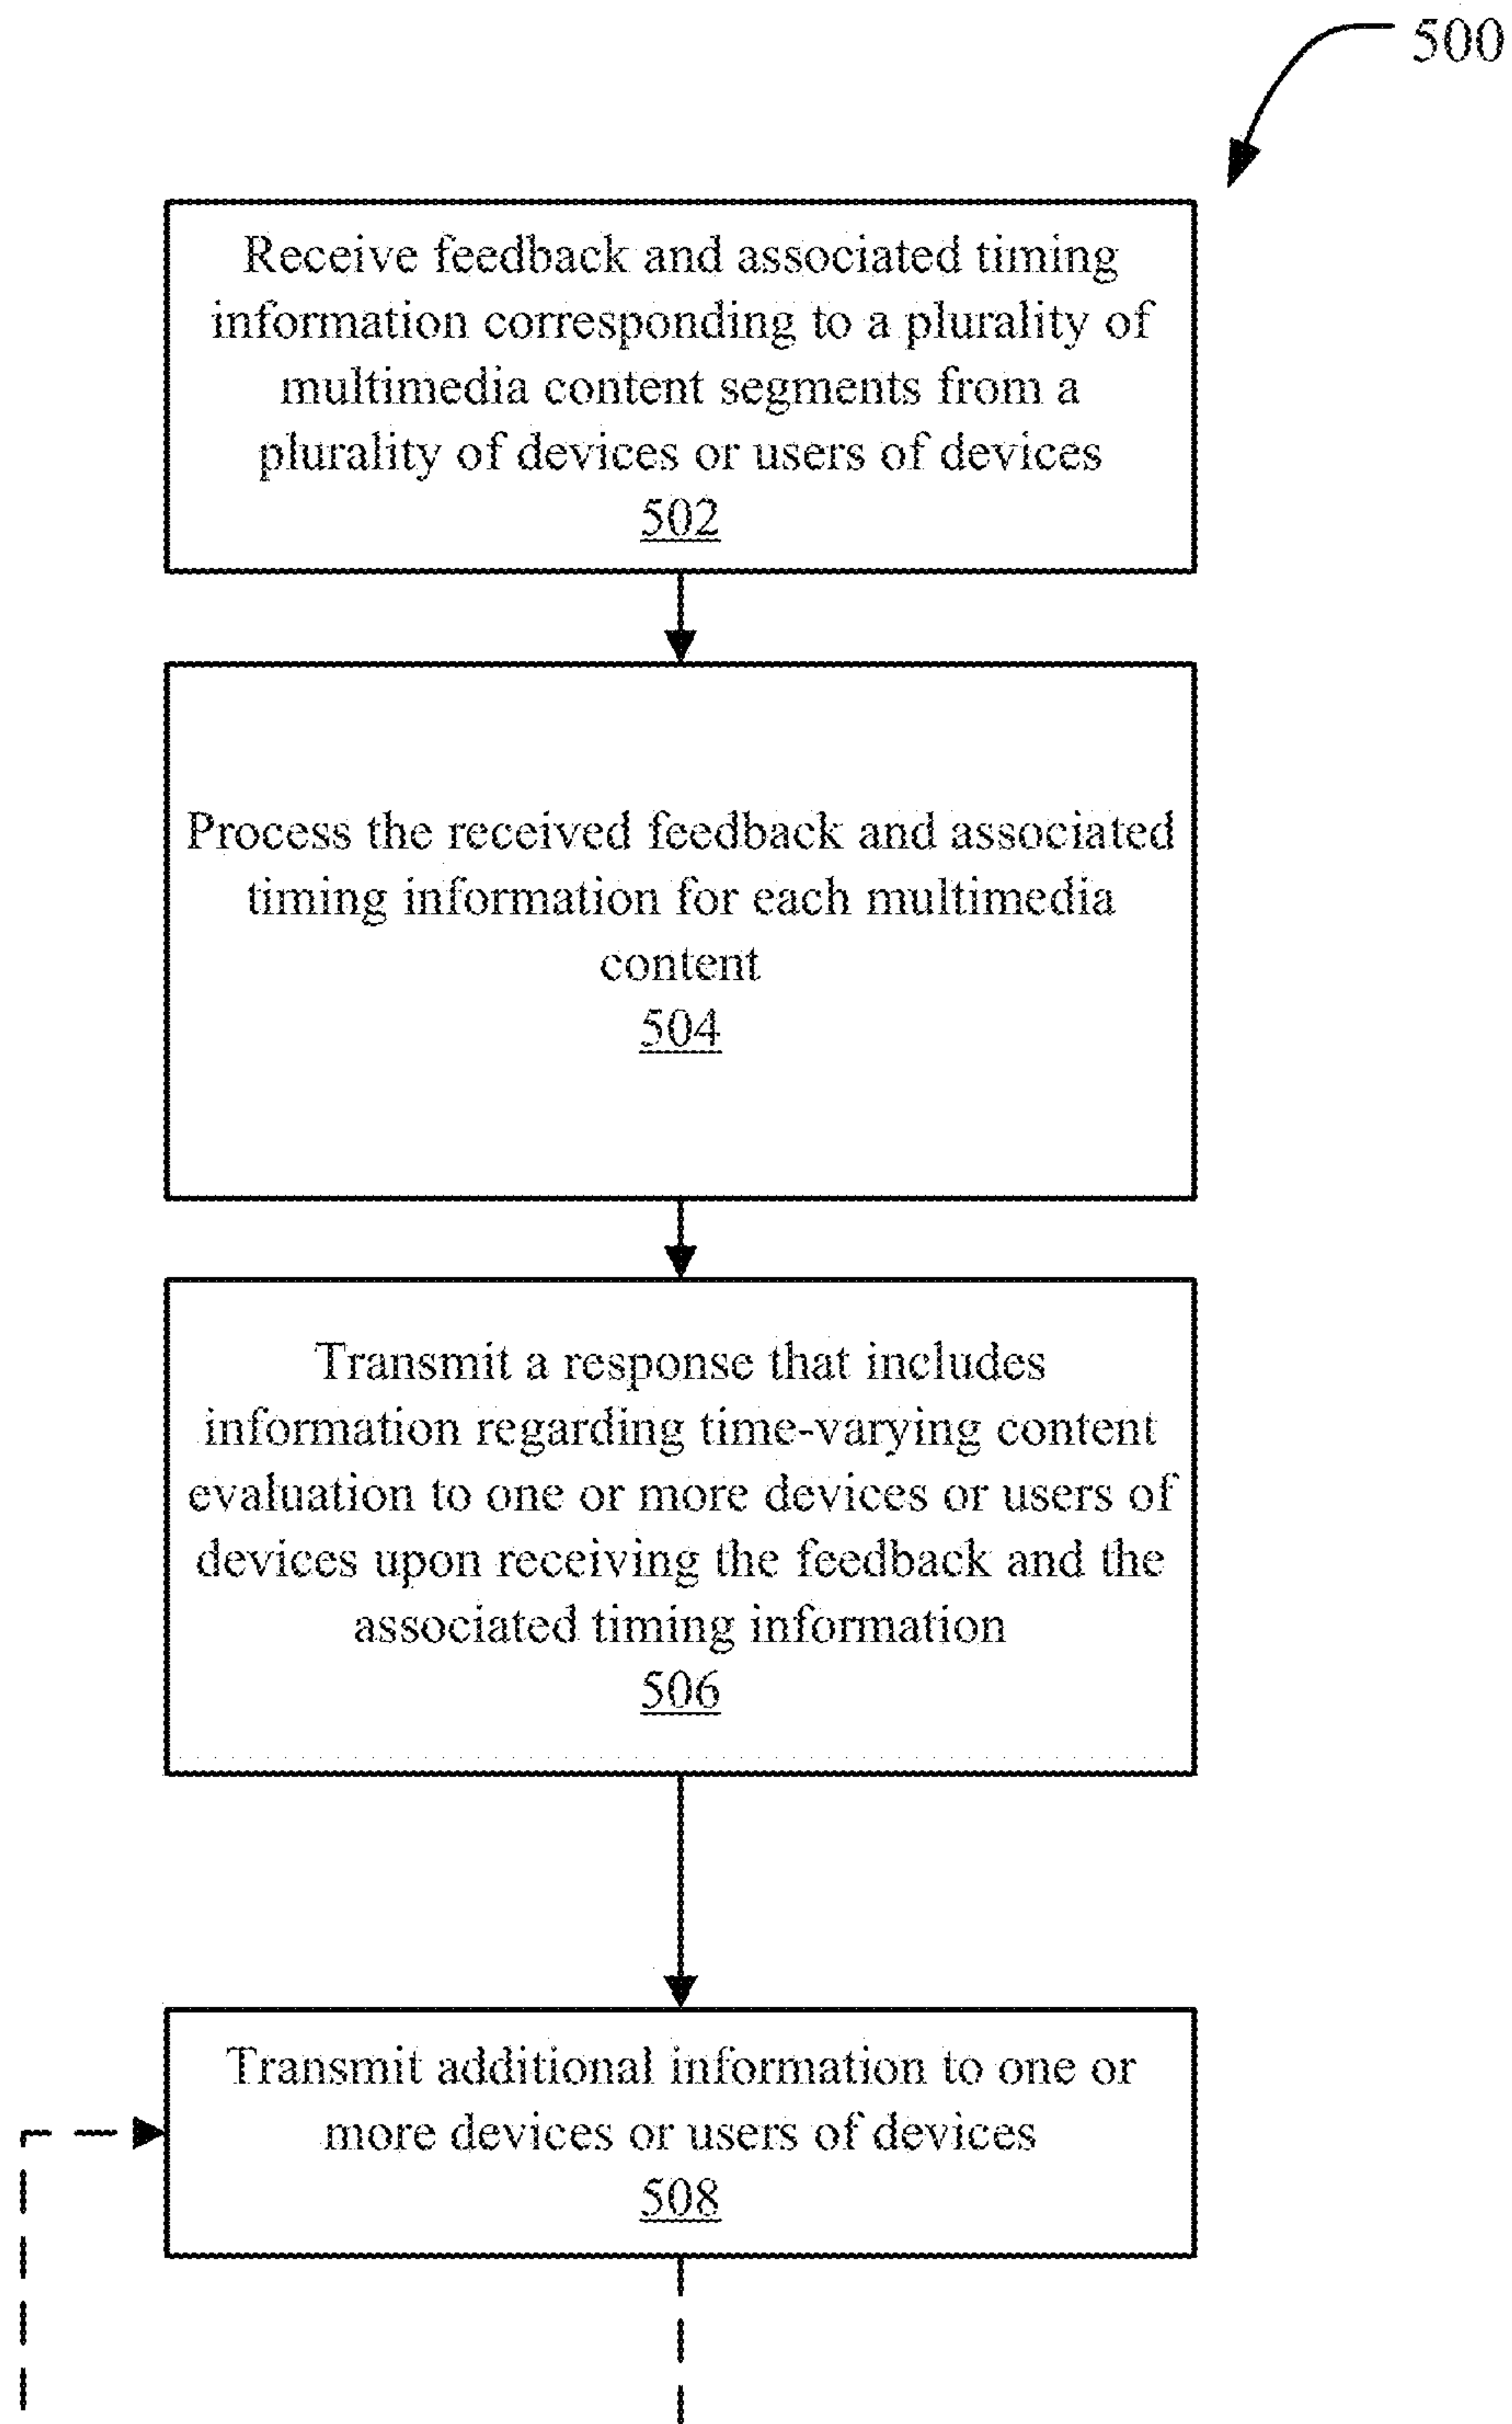 500
Receive feedback and associated timing
information corresponding to a plurality of
multimedia content segments from a
plurality of devices or users of devices
502
Process the received feedback and associated
timing information for each multimedia
content
504
Transmit a response that includes
information regarding time-varying content
evaluation to one or more devices or users of
devices upon receiving the feedback and the
associated timing information
506
Transmit additional information to one or
more devices or users of devices
508